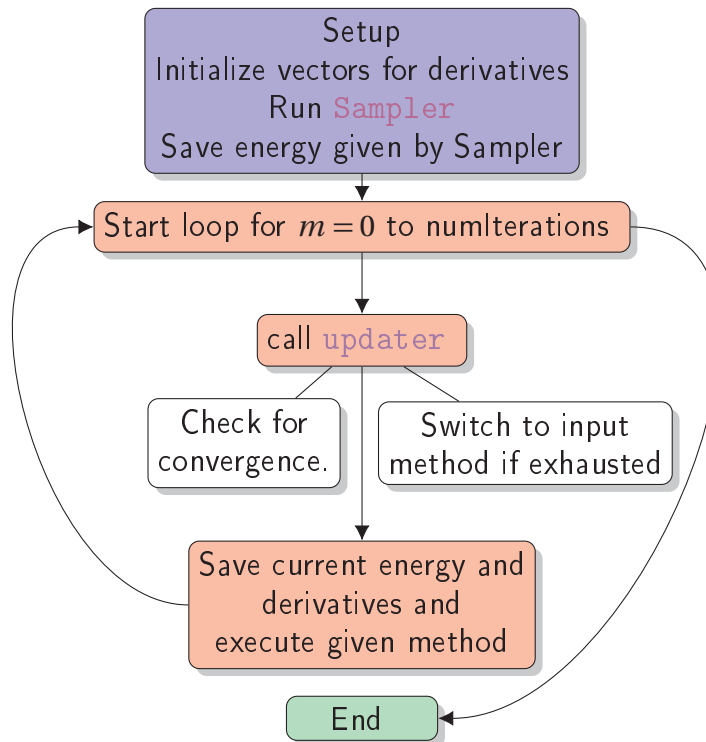 Setup
Initialize vectors for derivatives
Run Sampler
Save energy given by Sampler
Start loop for m = 0 to numIterations
call updater
Check for
convergence.
Switch to input
method if exhausted
Save current energy and
derivatives and
execute given method
End